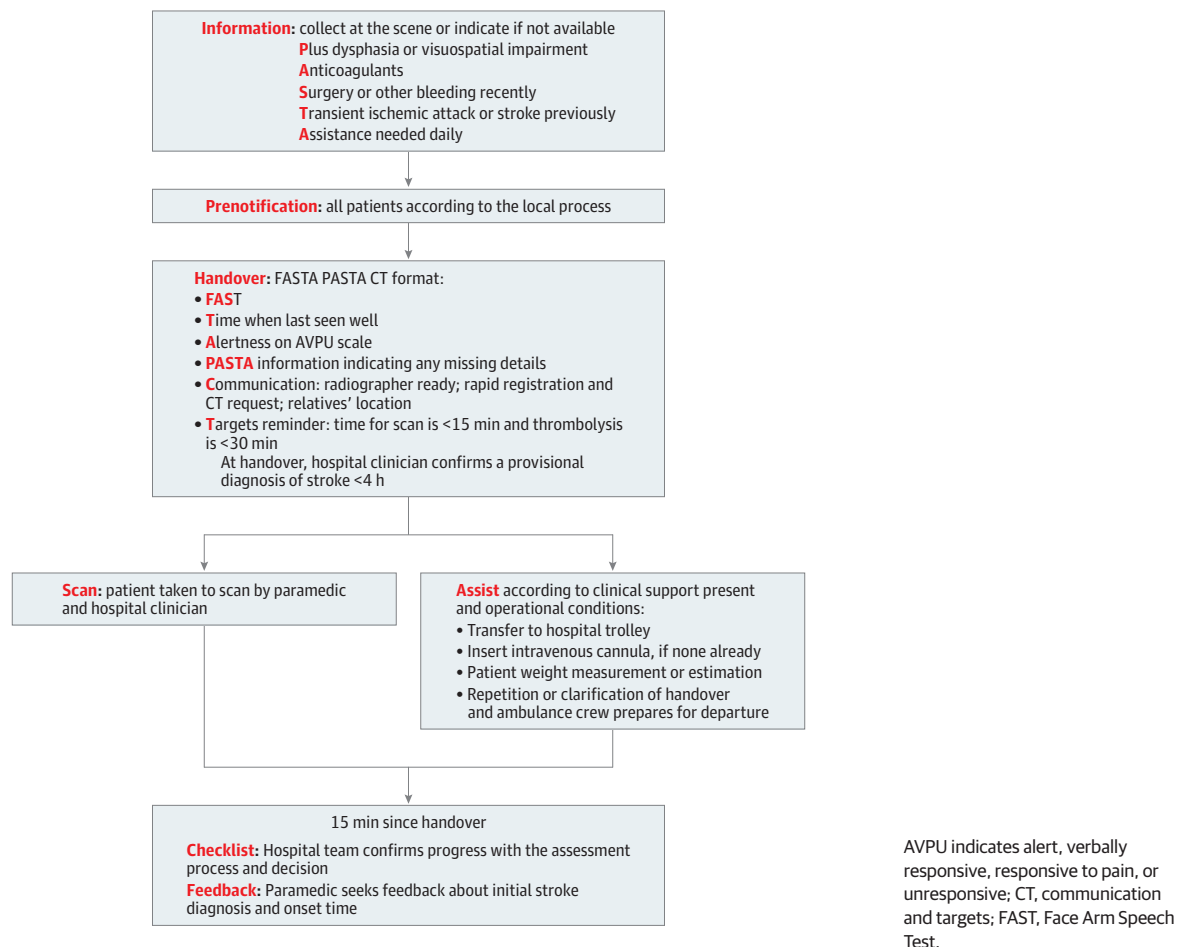 Information: collect at the scene or indicate if not available
Plus dysphasia or visuospatial impairment
Anticoagulants
Surgery or other bleeding recently
Transient ischemic attack or stroke previously
Assistance needed daily
Prenotification: all patients according to the local process
Handover: FASTA PASTA CT format:
• FAST
• Time when last seen well
• Alertness on AVPU scale
• PASTA information indicating any missing details
• Communication: radiographer ready; rapid registration and
CT request; relatives’ location
• Targets reminder: time for scan is <15 min and thrombolysis
is <30 min
At handover, hospital clinician confirms a provisional
diagnosis of stroke <4 h
Scan: patient taken to scan by paramedic
and hospital clinician
Assist according to clinical support present
and operational conditions:
• Transfer to hospital trolley
• Insert intravenous cannula, if none already
• Patient weight measurement or estimation
• Repetition or clarification of handover
and ambulance crew prepares for departure
15 min since handover
Checklist: Hospital team confirms progress with the assessment
process and decision
Feedback: Paramedic seeks feedback about initial stroke
diagnosis and onset time
AVPU indicates alert, verbally
responsive, responsive to pain, or
unresponsive; CT, communication
and targets; FAST, Face Arm Speech
Test.